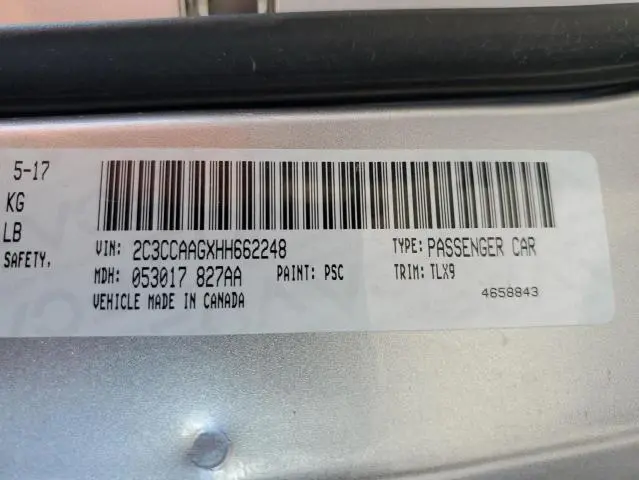 5-17
KG
LB
SAFETY,
VIN: 2C3CCAAGXHH662248 TYPE: PASSENGER CAR
MDH: 053017 827AA PAINT: PSC TRIM: TLX9
VEHICLE MADE IN CANADA
4658843